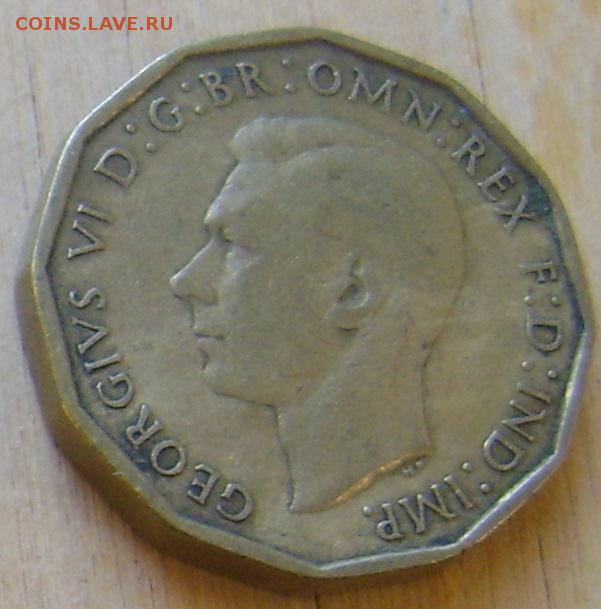 COINS.LAVE.RU
GEORGIVS VI D:G:BR:OMN:REX F:D:IND:IMP.